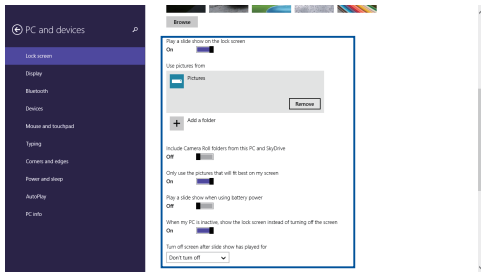 PC and devices
Lock screen
Display
Bluetooth
Devices
Mouse and touchpad
Typing
Corners and edges
Power and sleep
AutoPlay
PC info
Browse
Play a slide show on the lock screen
On
Use pictures from
Pictures
Remove
Add a folder
Include Camera Roll folders from this PC and SkyDrive
Off
Only use the pictures that will fit best on my screen
On
Play a slide show when using battery power
Off
When my PC is inactive, show the lock screen instead of turning off the screen
On
Turn off screen after slide show has played for
Don't turn off